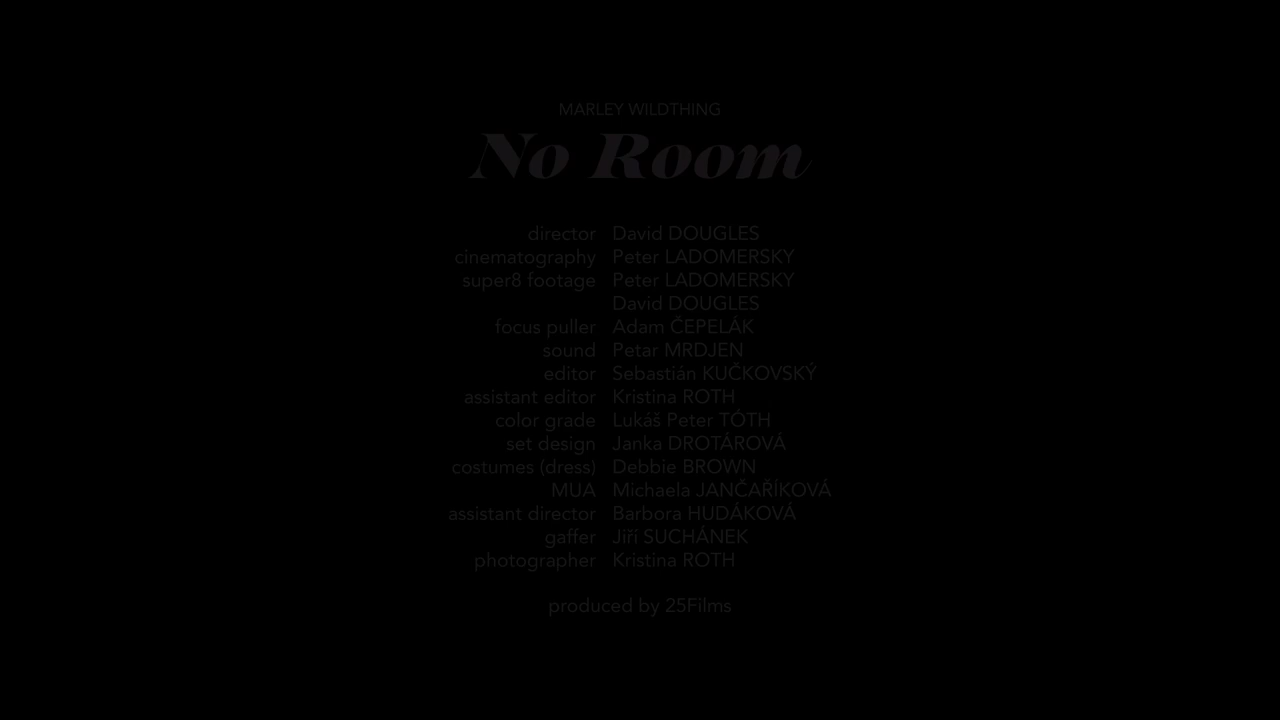 MARLEY WILDTHING
No Room
director David DOUGLES
cinematography Peter LADOMERSKY
super8 footage Peter LADOMERSKY
David DOUGLES
focus puller Adam ČEPELÁK
sound Petar MRDJEN
editor Sebastián KUČKOVSKÝ
assistant editor Kristina ROTH
color grade Lukáš Peter TÓTH
set design Janka DROTÁROVÁ
costumes (dress) Debbie BROWN
MUA Michaela JANČAŘÍKOVÁ
assistant director Barbora HUDÁKOVÁ
gaffer Jiří SUCHÁNEK
photographer Kristina ROTH
produced by 25Films